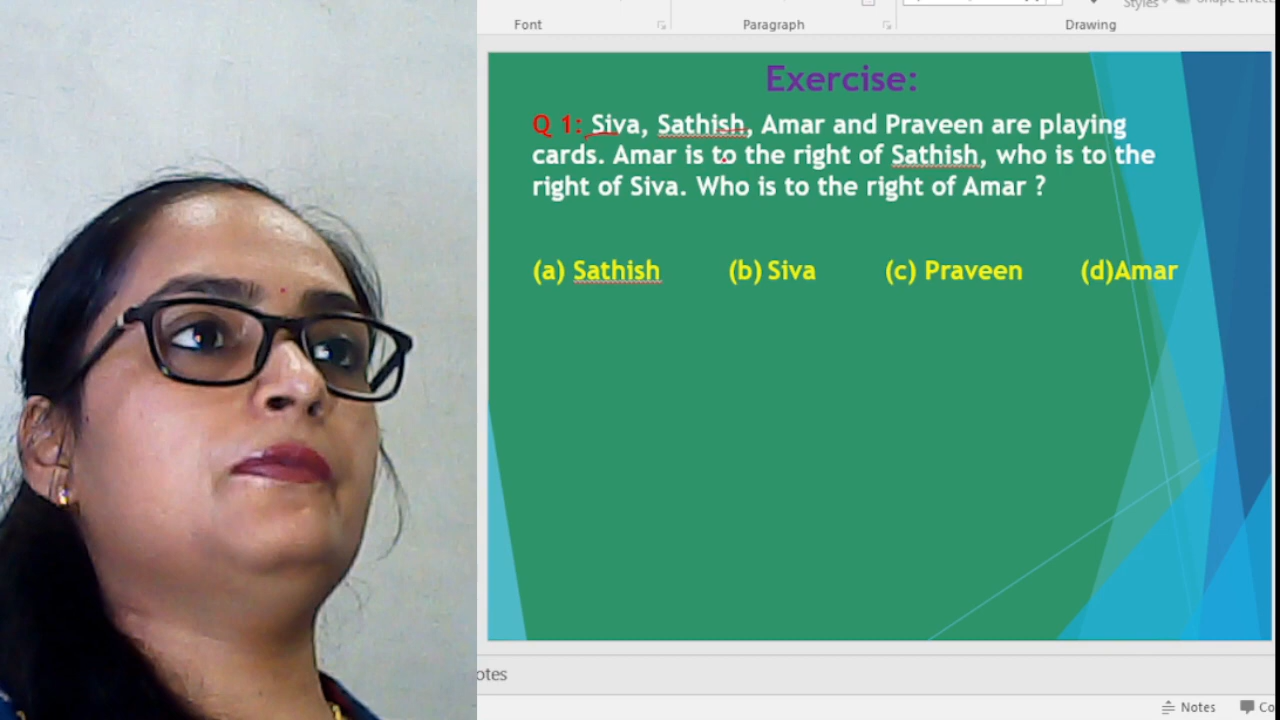 Font
Paragraph
Drawing
Styles
Exercise:
Q 1: Siva, Sathish, Amar and Praveen are playing
cards. Amar is to the right of Sathish, who is to the
right of Siva. Who is to the right of Amar ?
(a) Sathish (b) Siva (c) Praveen (d)Amar
otes
Notes
Co